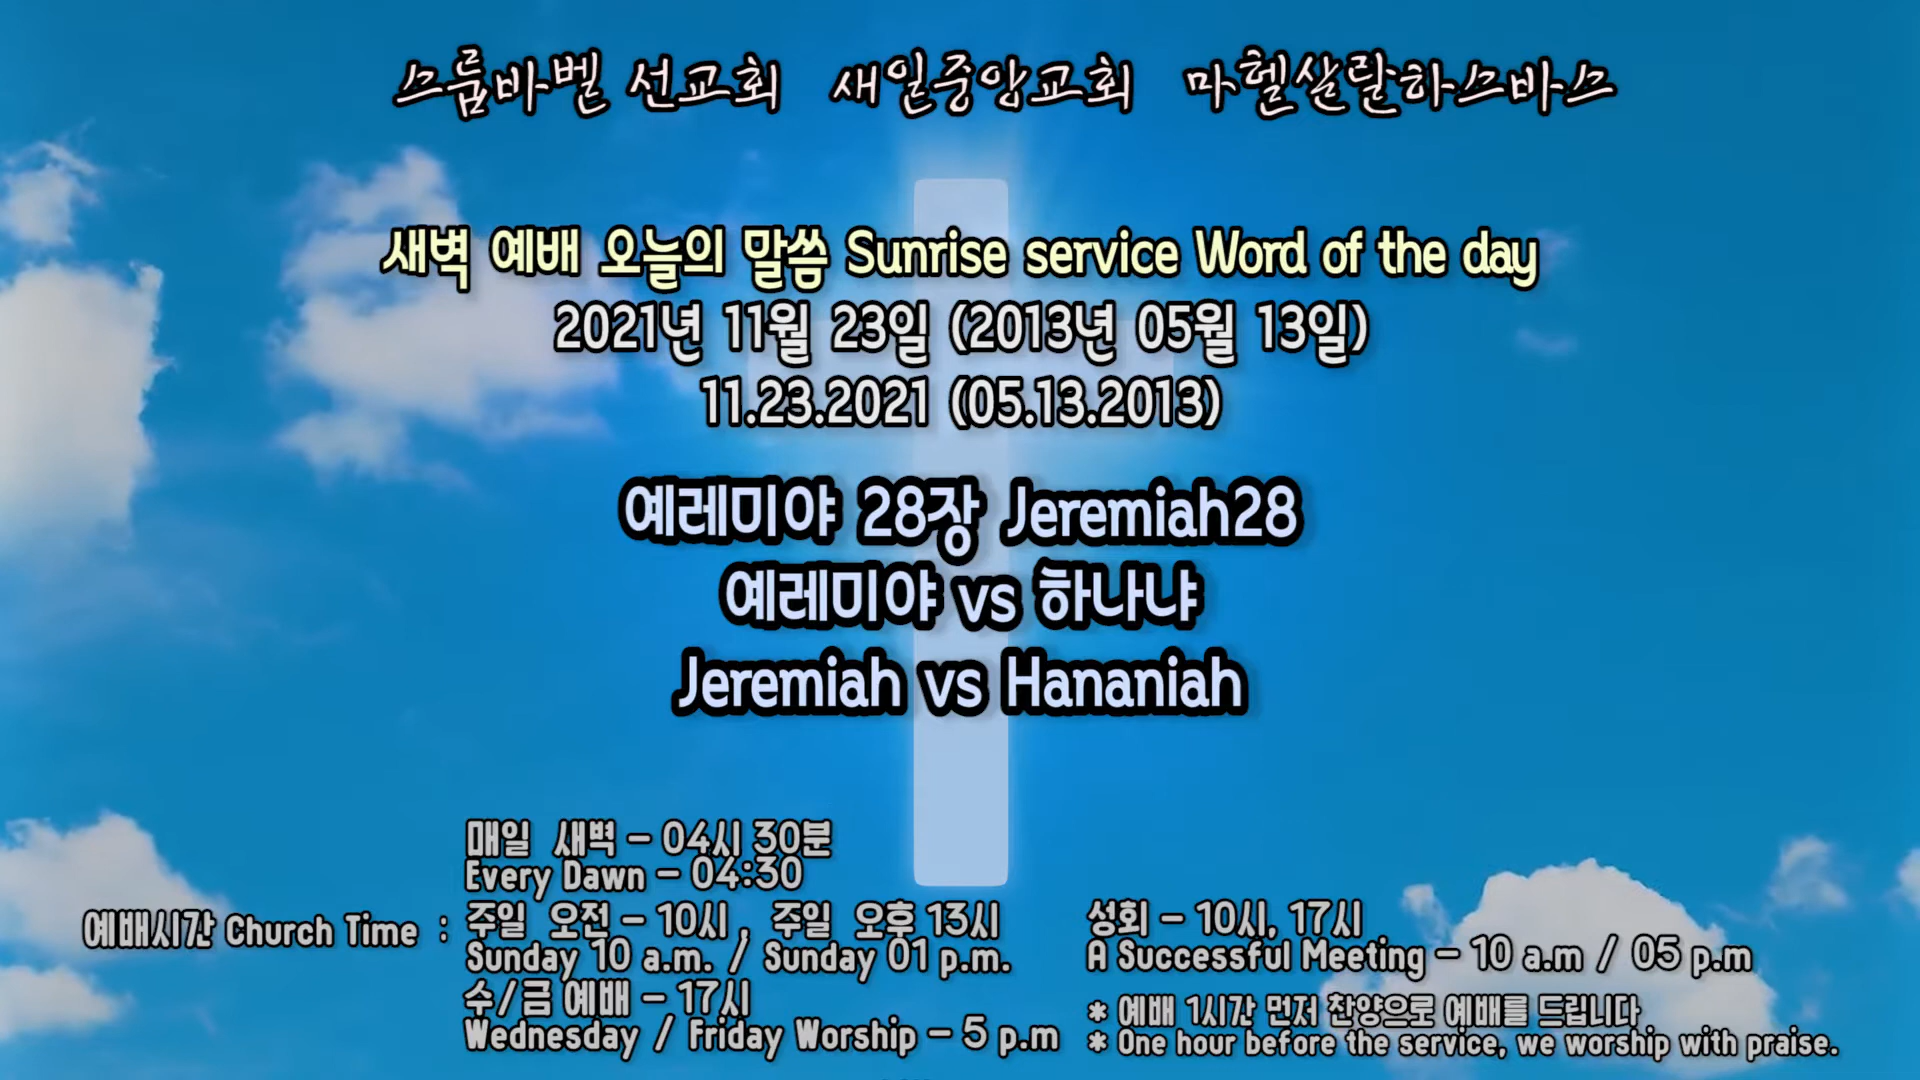 스룹바벨 선교회 새일중앙교회 마헬살랄하스바스
새벽 예배 오늘의 말씀 Sunrise service Word of the day
2021년 11월 23일 (2013년 05월 13일)
11.23.2021 (05.13.2013)
예레미야 28장 Jeremiah28
예레미야 vs 하나냐
Jeremiah vs Hananiah
예배시간 Church Time :
매일 새벽 - 04시 30분
Every Dawn - 04:30
주일 오전 - 10시 , 주일 오후 13시
Sunday 10 a.m. / Sunday 01 p.m.
수/금 예배 - 17시
Wednesday / Friday Worship - 5 p.m
성회 - 10시, 17시
A Successful Meeting - 10 a.m / 05 p.m
* 예배 1시간 먼저 찬양으로 예배를 드립니다
* One hour before the service, we worship with praise.